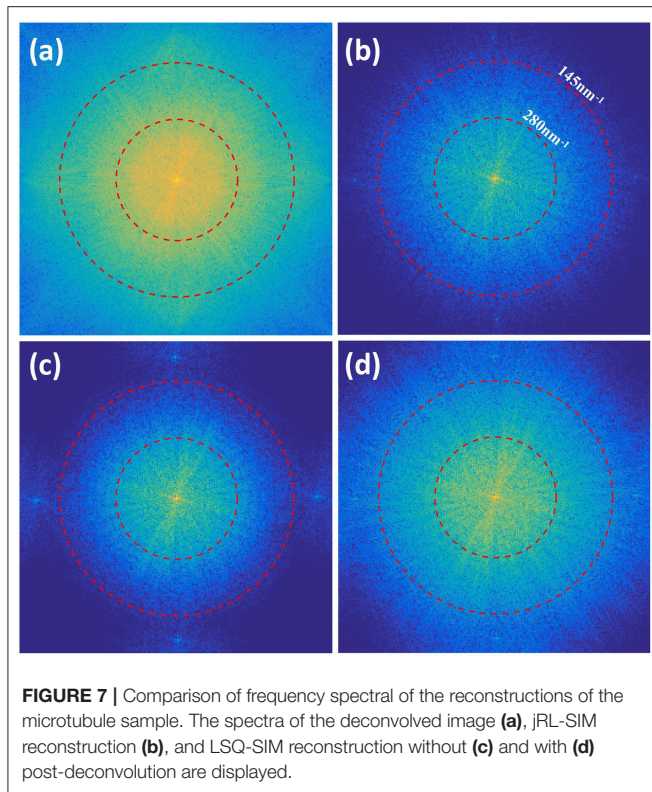 (a)
(b)
145nm-1
280nm-1
(c)
(d)
FIGURE 7 | Comparison of frequency spectral of the reconstructions of the
microtubule sample. The spectra of the deconvolved image (a), jRL-SIM
reconstruction (b), and LSQ-SIM reconstruction without (c) and with (d)
post-deconvolution are displayed.